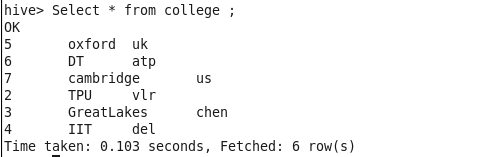 hive> Select * from college ;
OK
5 oxford uk
6 DT atp
7 cambridge us
2 TPU vlr
3 GreatLakes chen
4 IIT del
Time taken: 0.103 seconds, Fetched: 6 row(s)